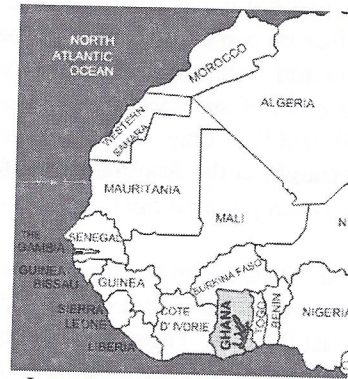 NORTH
ATLANTIC
OCEAN
MOROCCO
ALGERIA
WESTERN
SAHARA
MAURITANIA
MALI
N
THE
GAMBIA
SENEGAL
GUINEA
BISSAU
GUINEA
BURKINA FASO
SIERRA
LEONE
COTE
D' IVORIE
GHANA
TOGO
BENIN
NIGERIA
LIBERIA